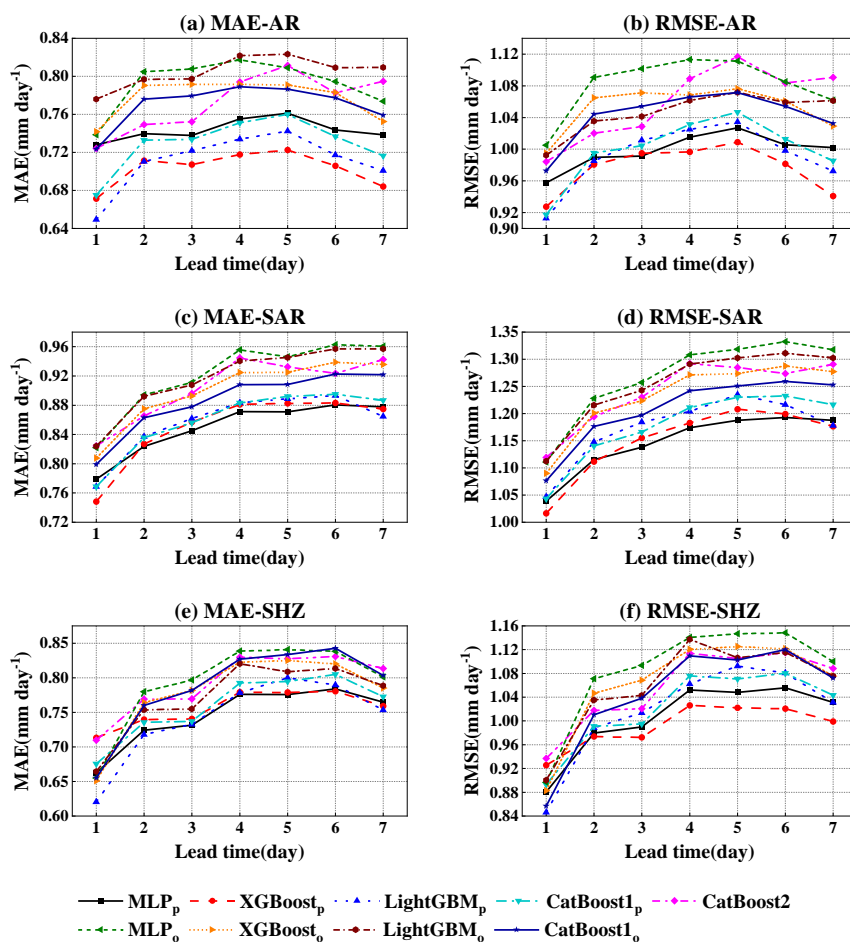 (a) MAE-AR
(b) RMSE-AR
MAE(mm day-1)
0.84
0.80
0.76
0.72
0.68
0.64
1 2 3 4 5 6 7
Lead time(day)
RMSE(mm day-1)
1.12
1.08
1.04
1.00
0.96
0.92
0.90
1 2 3 4 5 6 7
Lead time(day)
(c) MAE-SAR
(d) RMSE-SAR
MAE(mm day-1)
0.96
0.92
0.88
0.84
0.80
0.76
0.72
1 2 3 4 5 6 7
Lead time(day)
RMSE(mm day-1)
1.35
1.30
1.25
1.20
1.15
1.10
1.05
1.00
1 2 3 4 5 6 7
Lead time(day)
(e) MAE-SHZ
(f) RMSE-SHZ
MAE(mm day-1)
0.85
0.80
0.75
0.70
0.65
0.60
1 2 3 4 5 6 7
Lead time(day)
RMSE(mm day-1)
1.16
1.12
1.08
1.04
1.00
0.96
0.92
0.88
0.84
1 2 3 4 5 6 7
Lead time(day)
MLPp XGBoostp LightGBMp CatBoost1p CatBoost2
MLPo XGBoosto LightGBMo CatBoost1o